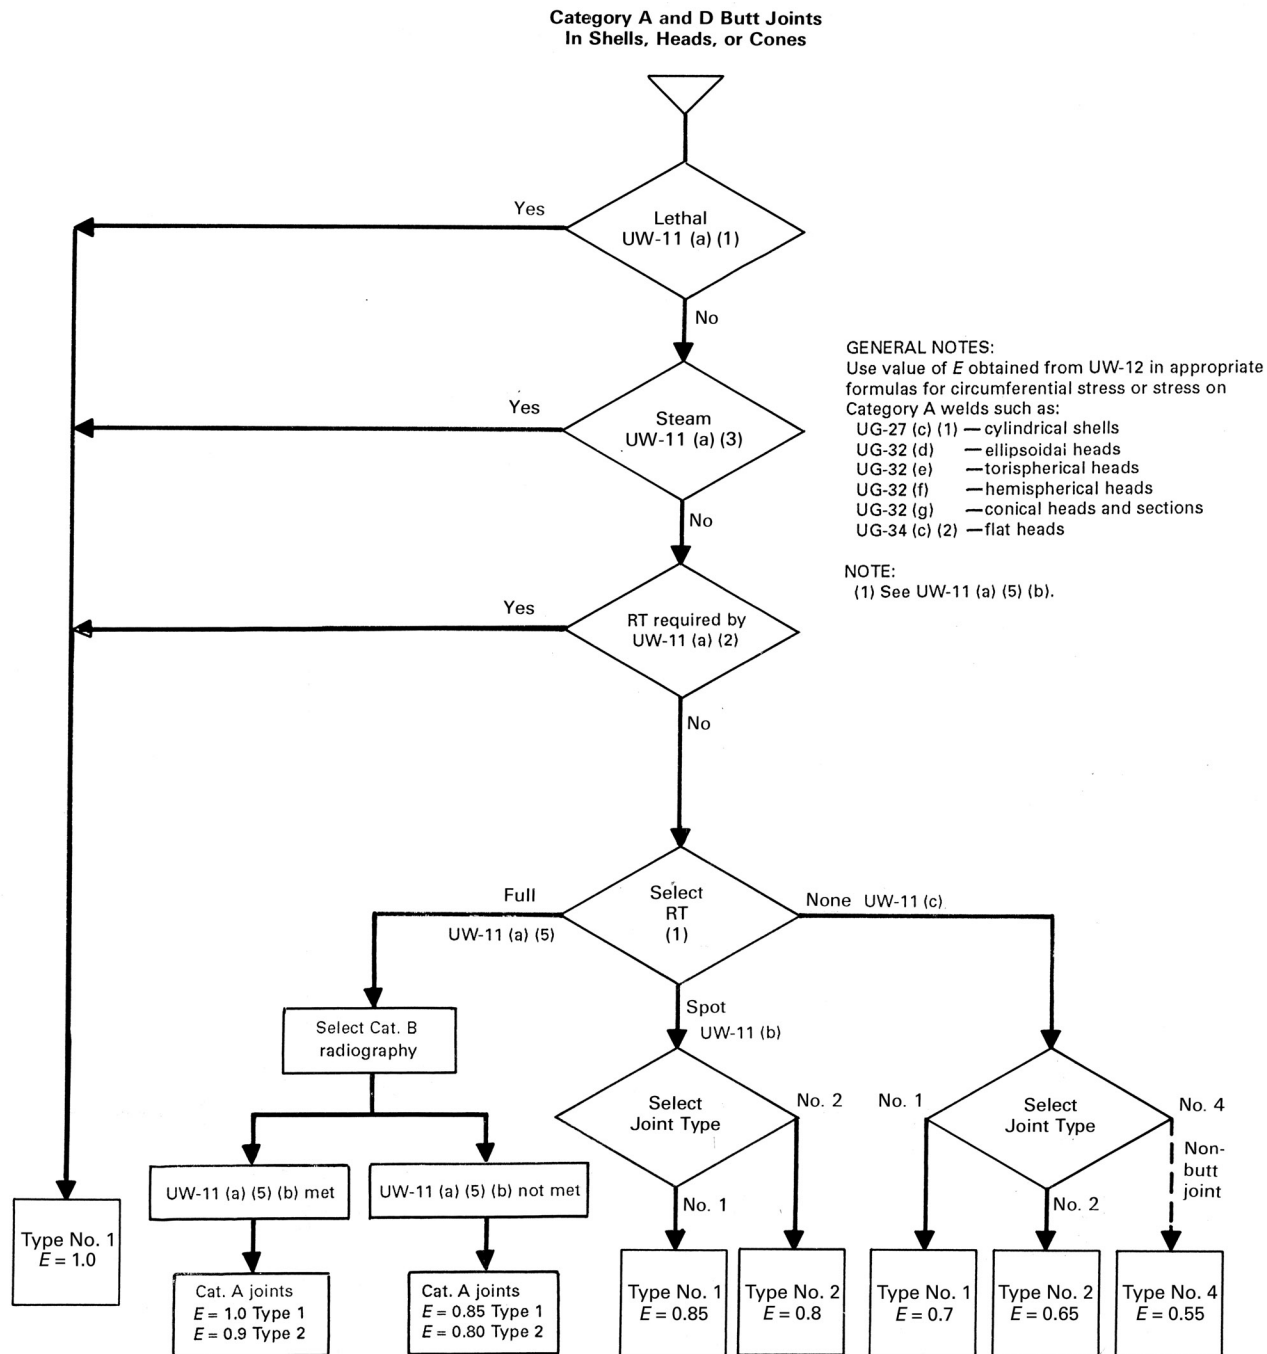 Category A and D Butt Joints
In Shells, Heads, or Cones
Yes
Lethal
UW-11 (a) (1)
No
GENERAL NOTES:
Use value of E obtained from UW-12 in appropriate
formulas for circumferential stress or stress on
Category A welds such as:
UG-27 (c) (1) — cylindrical shells
UG-32 (d) — ellipsoidal heads
UG-32 (e) — torispherical heads
UG-32 (f) — hemispherical heads
UG-32 (g) — conical heads and sections
UG-34 (c) (2) — flat heads
NOTE:
(1) See UW-11 (a) (5) (b).
Yes
Steam
UW-11 (a) (3)
No
Yes
RT required by
UW-11 (a) (2)
No
Full
UW-11 (a) (5)
Select
RT
(1)
None UW-11 (c)
Spot
UW-11 (b)
Select Cat. B
radiography
Select
Joint Type
No. 2
No. 1
No. 1
Select
Joint Type
No. 4
Non-
butt
joint
No. 2
UW-11 (a) (5) (b) met
UW-11 (a) (5) (b) not met
Type No. 1
E = 1.0
Cat. A joints
E = 1.0 Type 1
E = 0.9 Type 2
Cat. A joints
E = 0.85 Type 1
E = 0.80 Type 2
Type No. 1
E = 0.85
Type No. 2
E = 0.8
Type No. 1
E = 0.7
Type No. 2
E = 0.65
Type No. 4
E = 0.55